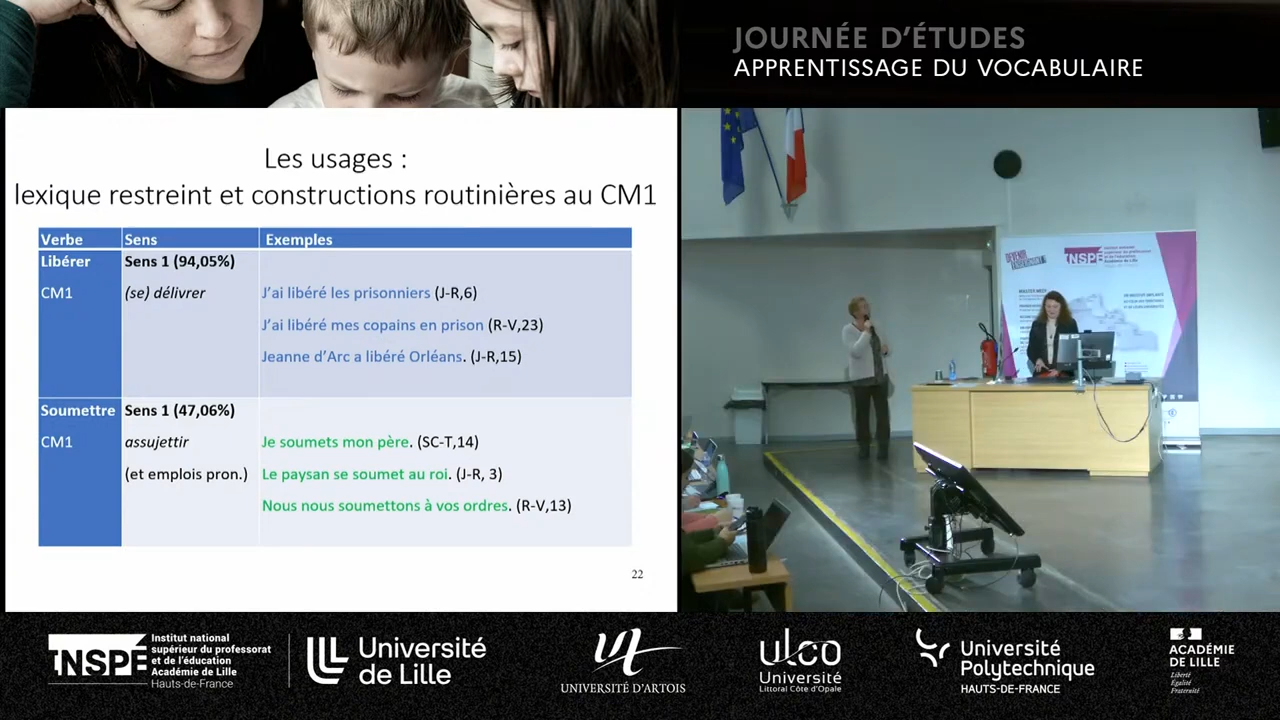 JOURNÉE D'ÉTUDES
APPRENTISSAGE DU VOCABULAIRE
Les usages :
lexique restreint et constructions routinières au CM1
Verbe Sens Exemples
Libérer Sens 1 (94,05%)
CM1 (se) délivrer J'ai libéré les prisonniers (J-R,6)
J'ai libéré mes copains en prison (R-V,23)
Jeanne d'Arc a libéré Orléans. (J-R,15)
Soumettre Sens 1 (47,06%)
CM1 assujettir Je soumets mon père. (SC-T,14)
(et emplois pron.) Le paysan se soumet au roi. (J-R, 3)
Nous nous soumettons à vos ordres. (R-V,13)
22
DEVENIR
ENSEIGNANT
INSPÉ
INSPÉ
Institut national
supérieur du professorat
et de l'éducation
Académie de Lille
Hauts-de-France
Université
de Lille
UNIVERSITÉ D'ARTOIS
ulco
Université
Littoral Côte d'Opale
Université
Polytechnique
HAUTS-DE-FRANCE
ACADÉMIE
DE LILLE
Liberté
Égalité
Fraternité